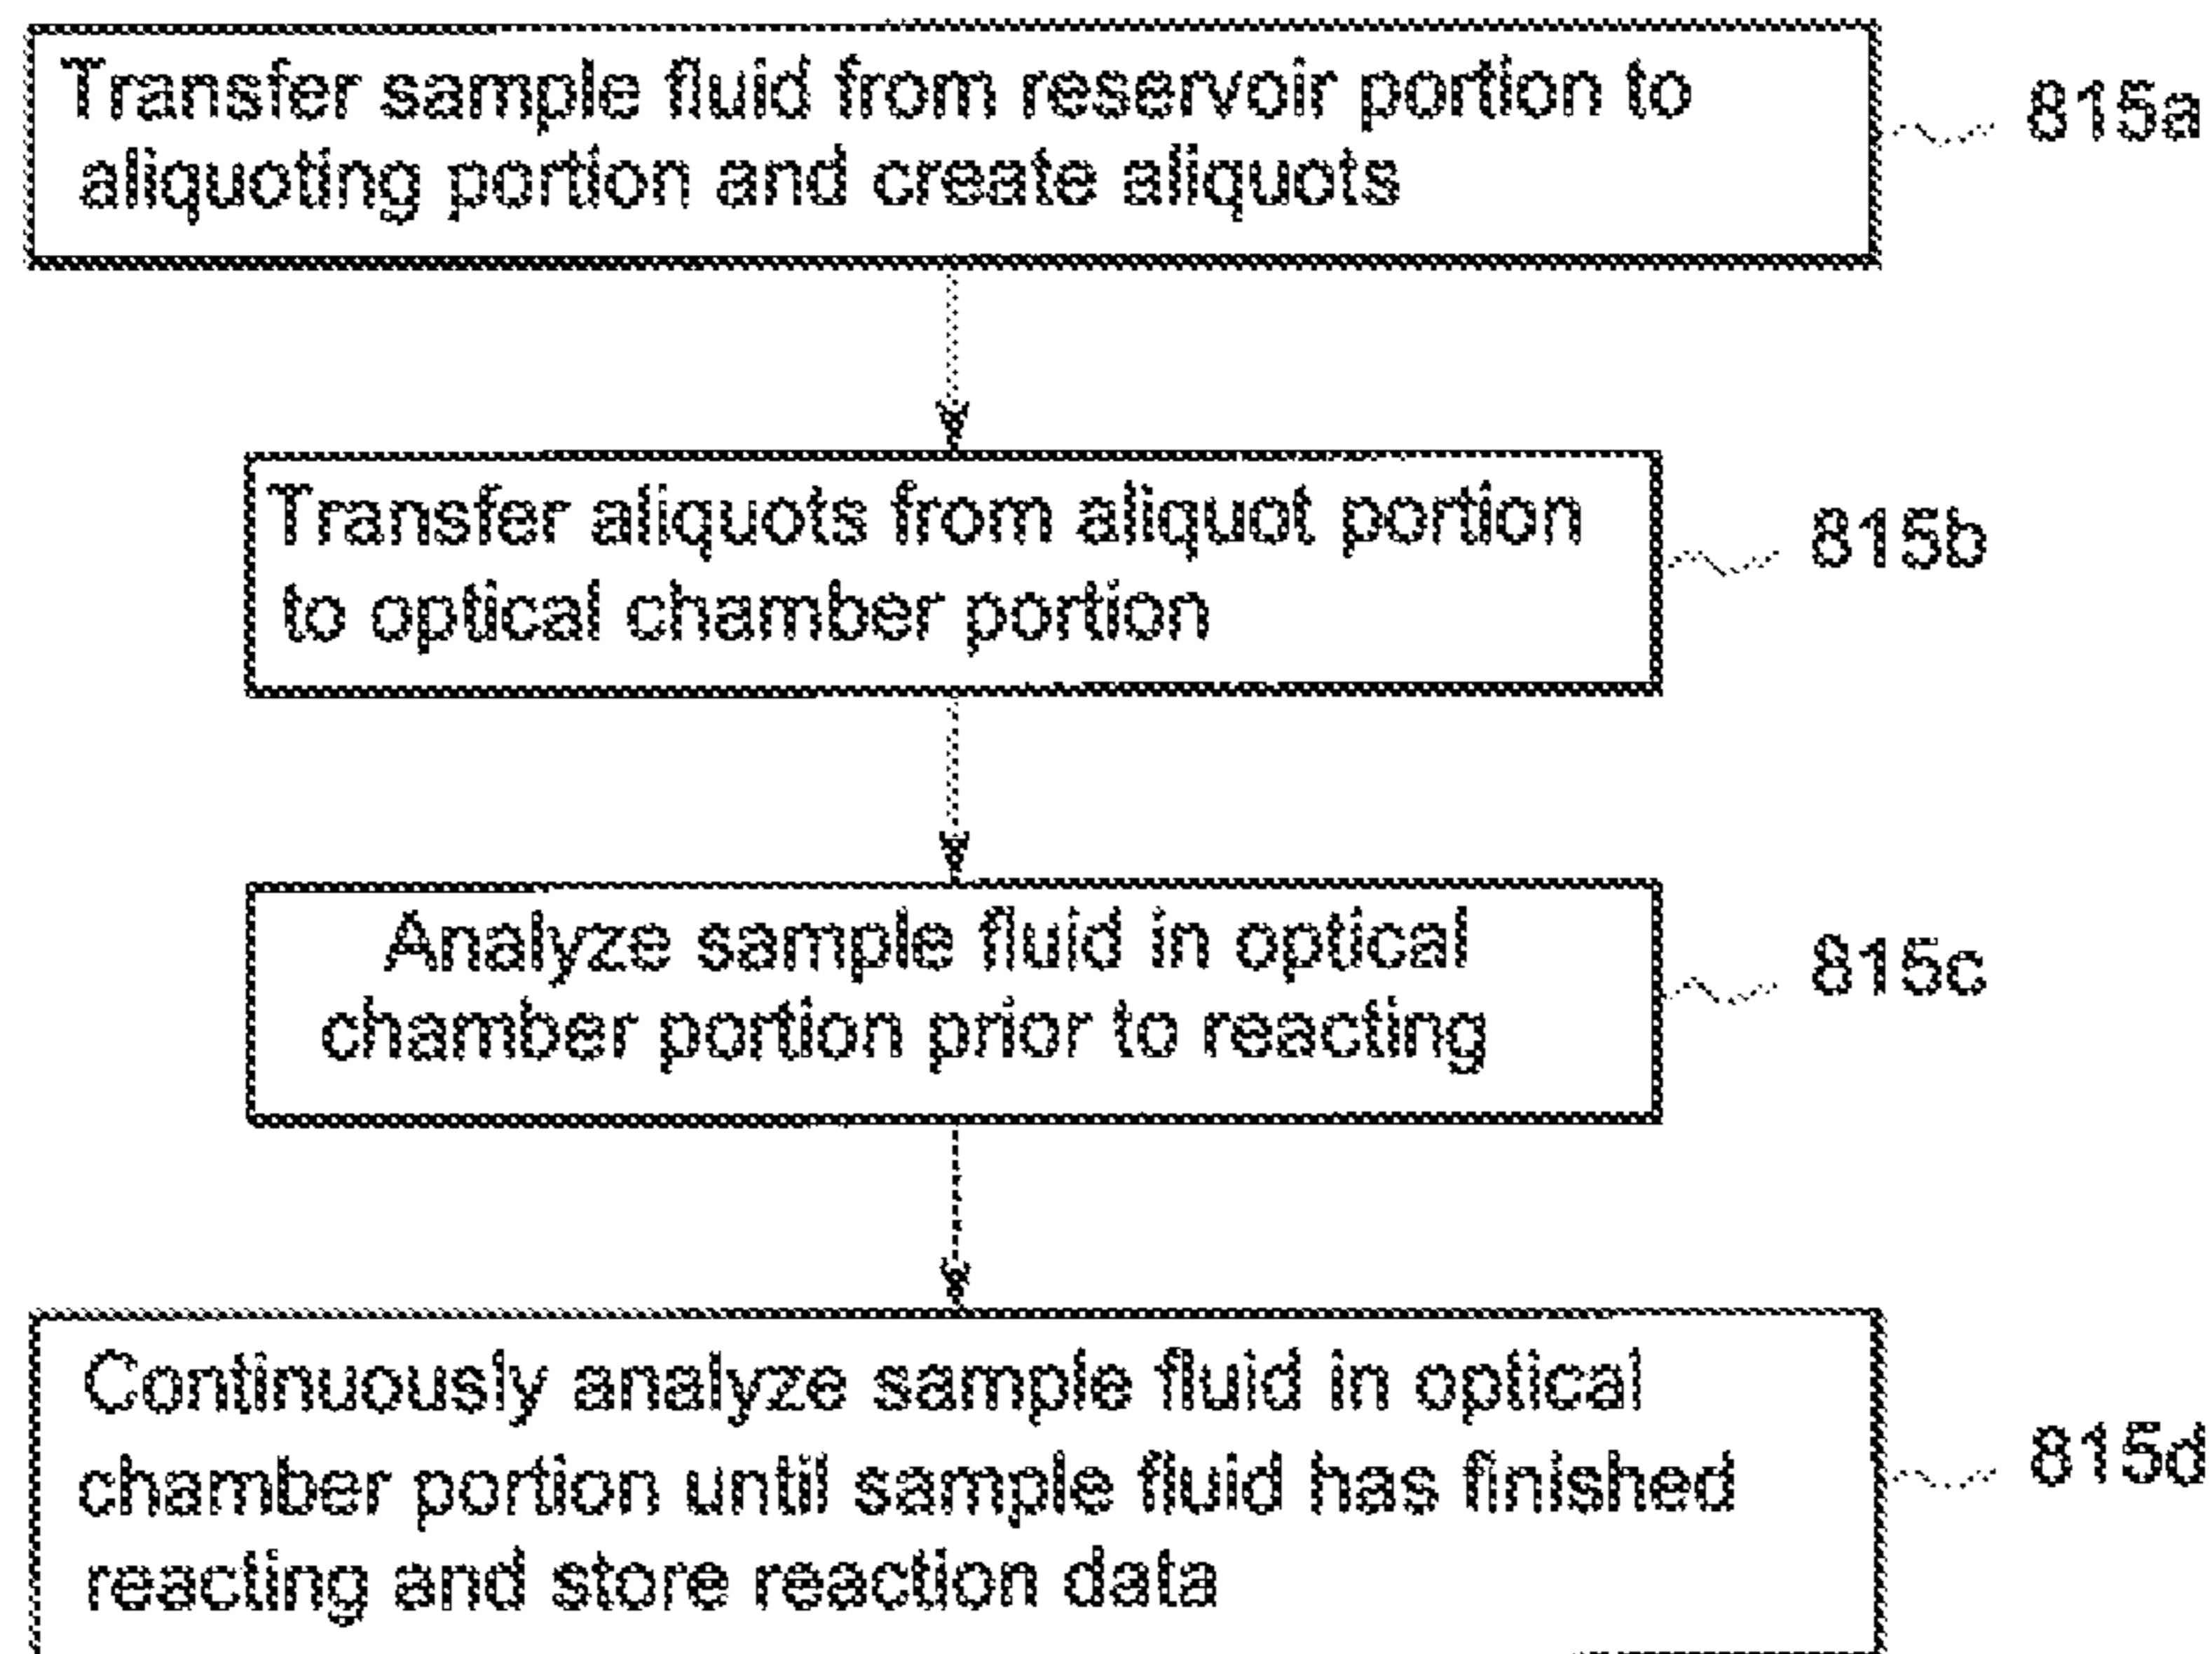 Transfer sample fluid from reservoir portion to
aliquoting portion and create aliquots
815a
Transfer aliquots from aliquot portion
to optical chamber portion
815b
Analyze sample fluid in optical
chamber portion prior to reacting
815c
Continuously analyze sample fluid in optical
chamber portion until sample fluid has finished
reacting and store reaction data
815d